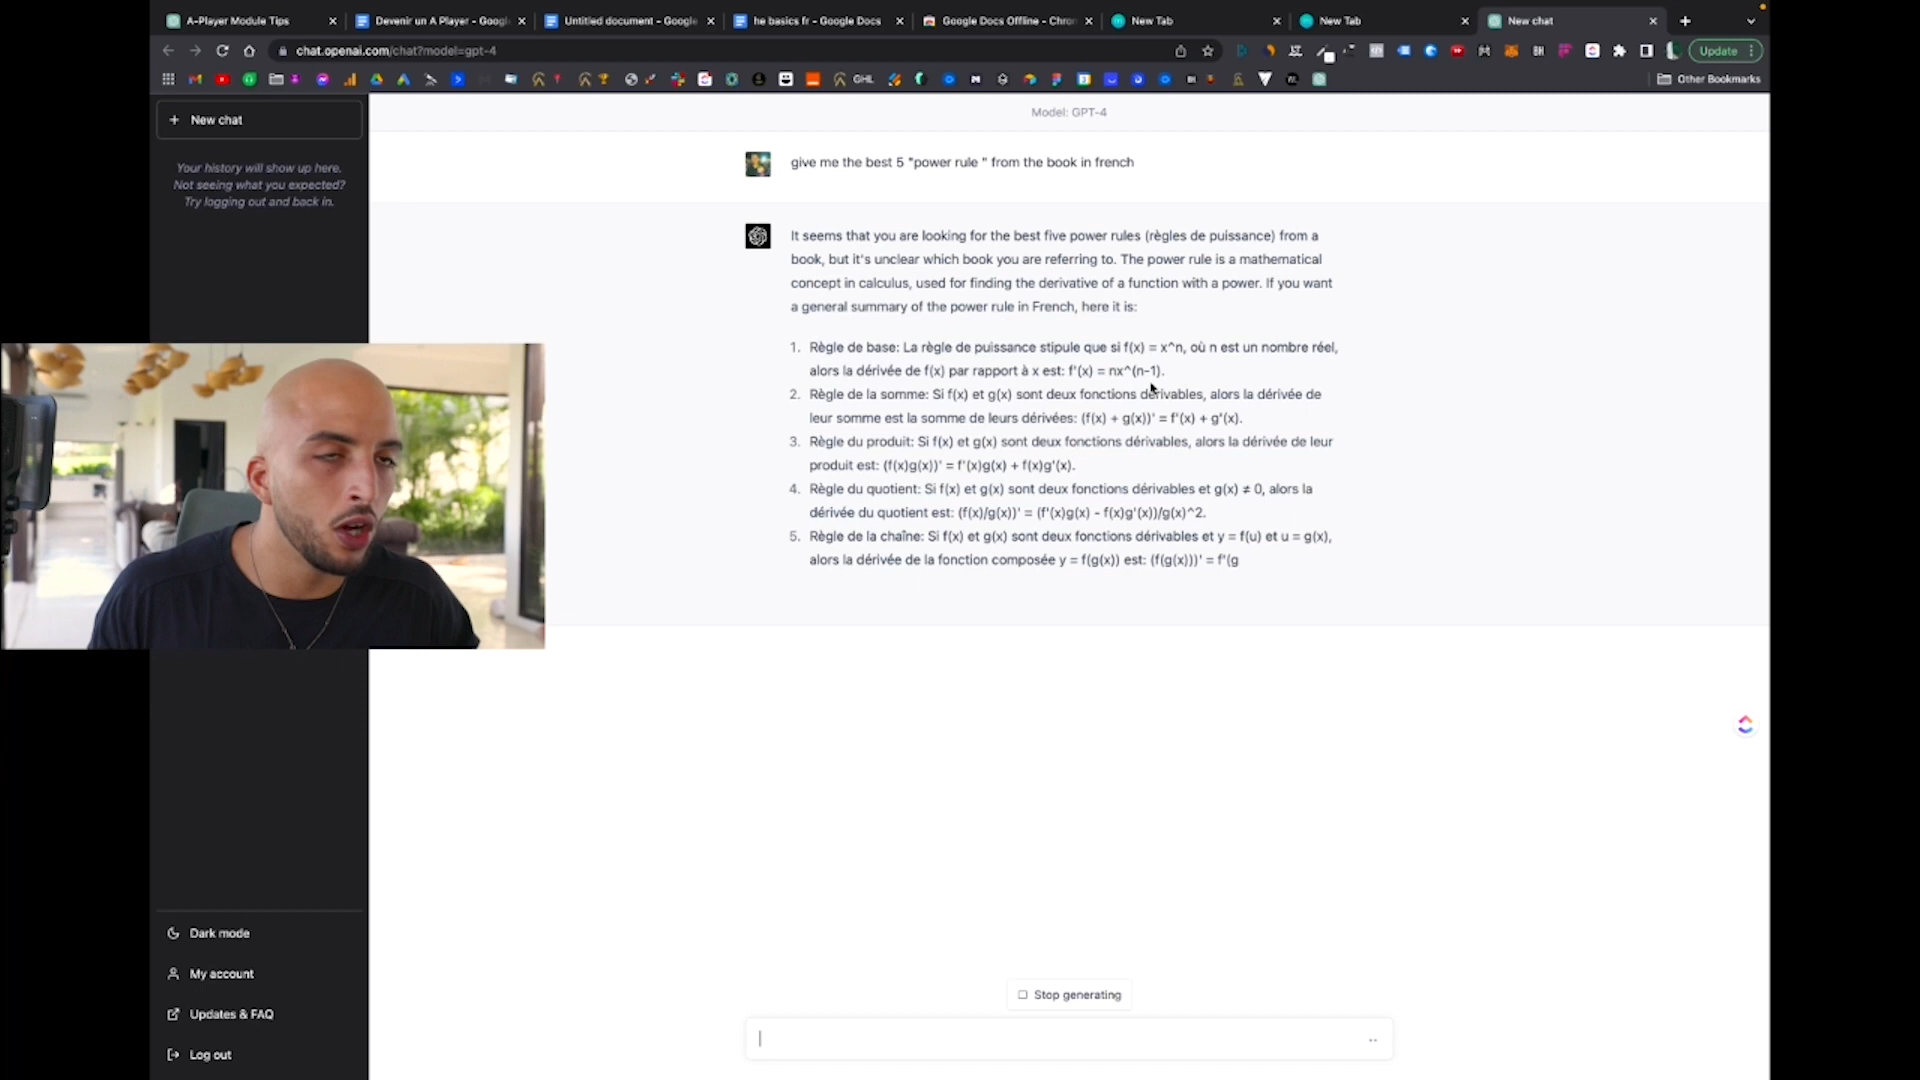 A-Player Module Tips
Devenir un A Player - Googl
Untitled document - Google
he basics fr - Google Docs
Google Docs Offline - Chron
New Tab
New Tab
New chat
chat.openai.com/chat?model=gpt-4
BH
Update
GHL
Other Bookmarks
New chat
Your history will show up here.
Not seeing what you expected?
Try logging out and back in.
Model: GPT-4
give me the best 5 "power rule " from the book in french
It seems that you are looking for the best five power rules (règles de puissance) from a
book, but it's unclear which book you are referring to. The power rule is a mathematical
concept in calculus, used for finding the derivative of a function with a power. If you want
a general summary of the power rule in French, here it is:
1. Règle de base: La règle de puissance stipule que si f(x) = x^n, où n est un nombre réel,
alors la dérivée de f(x) par rapport à x est: f'(x) = nx^(n-1).
2. Règle de la somme: Si f(x) et g(x) sont deux fonctions dérivables, alors la dérivée de
leur somme est la somme de leurs dérivées: (f(x) + g(x))' = f'(x) + g'(x).
3. Règle du produit: Si f(x) et g(x) sont deux fonctions dérivables, alors la dérivée de leur
produit est: (f(x)g(x))' = f'(x)g(x) + f(x)g'(x).
4. Règle du quotient: Si f(x) et g(x) sont deux fonctions dérivables et g(x) ≠ 0, alors la
dérivée du quotient est: (f(x)/g(x))' = (f'(x)g(x) - f(x)g'(x))/g(x)^2.
5. Règle de la chaîne: Si f(x) et g(x) sont deux fonctions dérivables et y = f(u) et u = g(x),
alors la dérivée de la fonction composée y = f(g(x)) est: (f(g(x)))' = f'(g
Dark mode
My account
Updates & FAQ
Log out
Stop generating